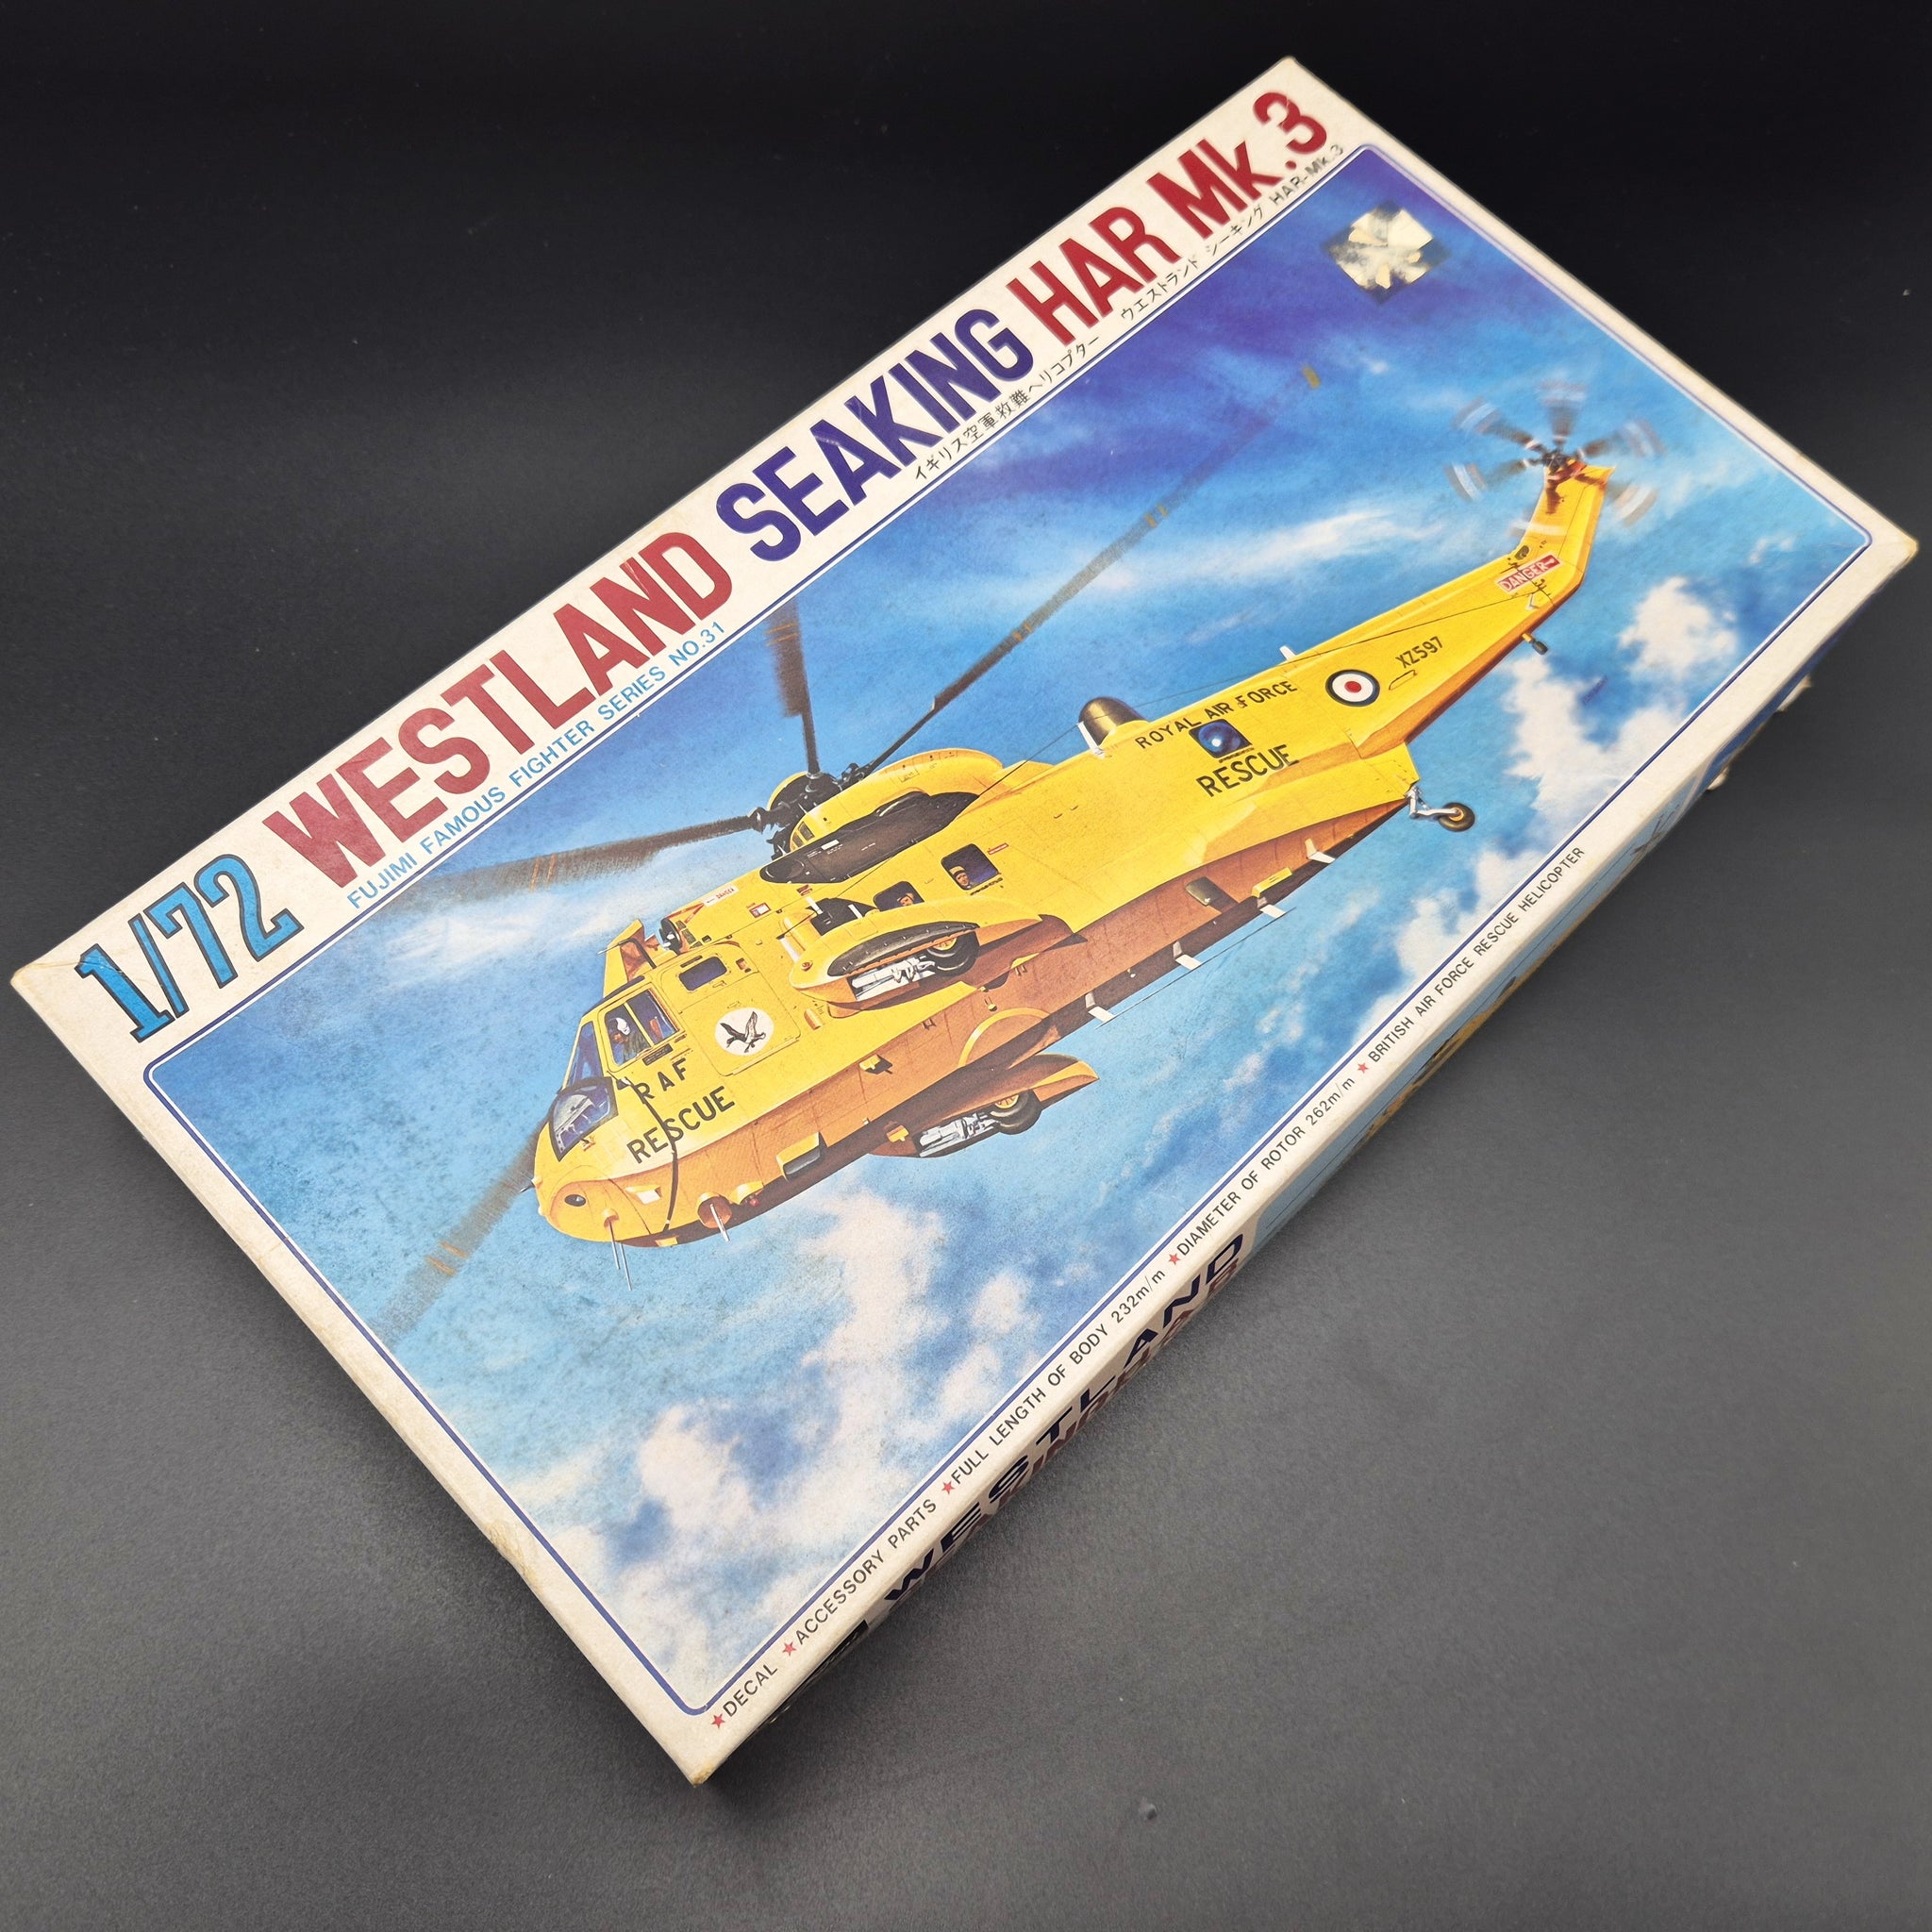 1/72 WESTLAND SEAKING HAR Mk.3
FUJIMI FAMOUS FIGHTER SERIES NO.31
イギリス空軍救難ヘリコプター ウエストランド シーキング HAR-Mk.3
DANGER
XZ597
ROYAL AIR FORCE
RESCUE
RAF
RESCUE
★DECAL ★ACCESSORY PARTS ★FULL LENGTH OF BODY 232m/m ★DIAMETER OF ROTOR 262m/m ★BRITISH AIR FORCE RESCUE HELICOPTER
WESTLAND